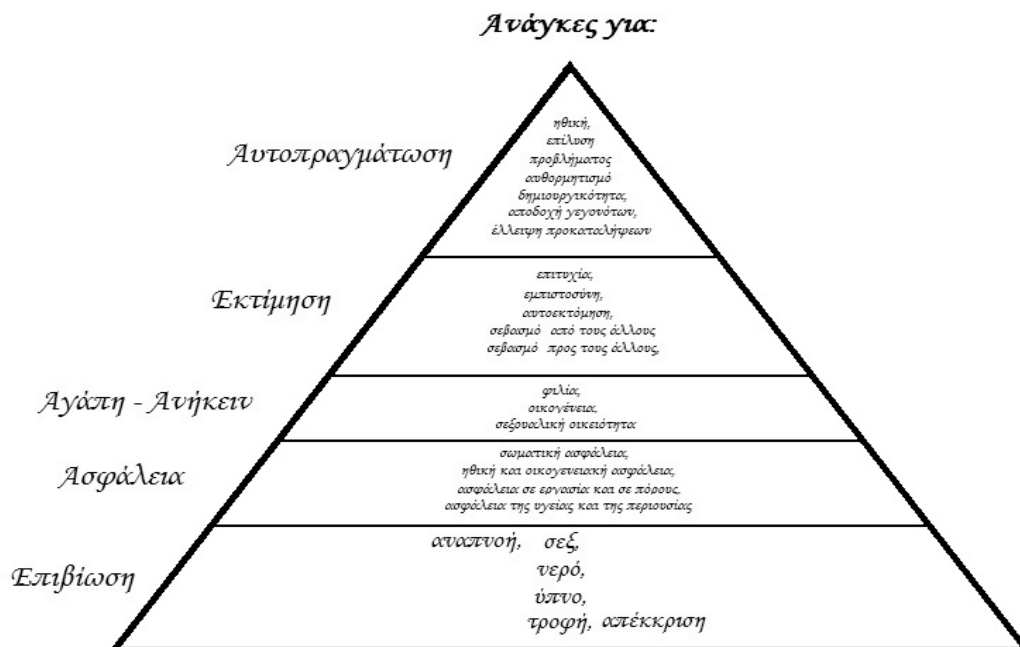 Ανάγκες για:
Αυτοπραγμάτωση
ηθική,
επίλυση
προβλήματος
αυθορμητισμό
δημιουργικότητα,
αποδοχή γεγονότων,
έλλειψη προκαταλήψεων
Εκτίμηση
επιτυχία,
εμπιστοσύνη,
αυτοεκτόμηση,
σεβασμό από τους άλλους
σεβασμό προς τους άλλους,
Αγάπη - Ανήκειν
φιλία,
οικογένεια,
σεξουαλική οικειότητα
Ασφάλεια
σωματική ασφάλεια,
ηθική και οικογενειακή ασφάλεια,
ασφάλεια σε εργασία και σε πόρους,
ασφάλεια της υγείας και της περιουσίας
Επιβίωση
αναπνοή, σεξ,
νερό,
ύπνο,
τροφή, απέκκριση